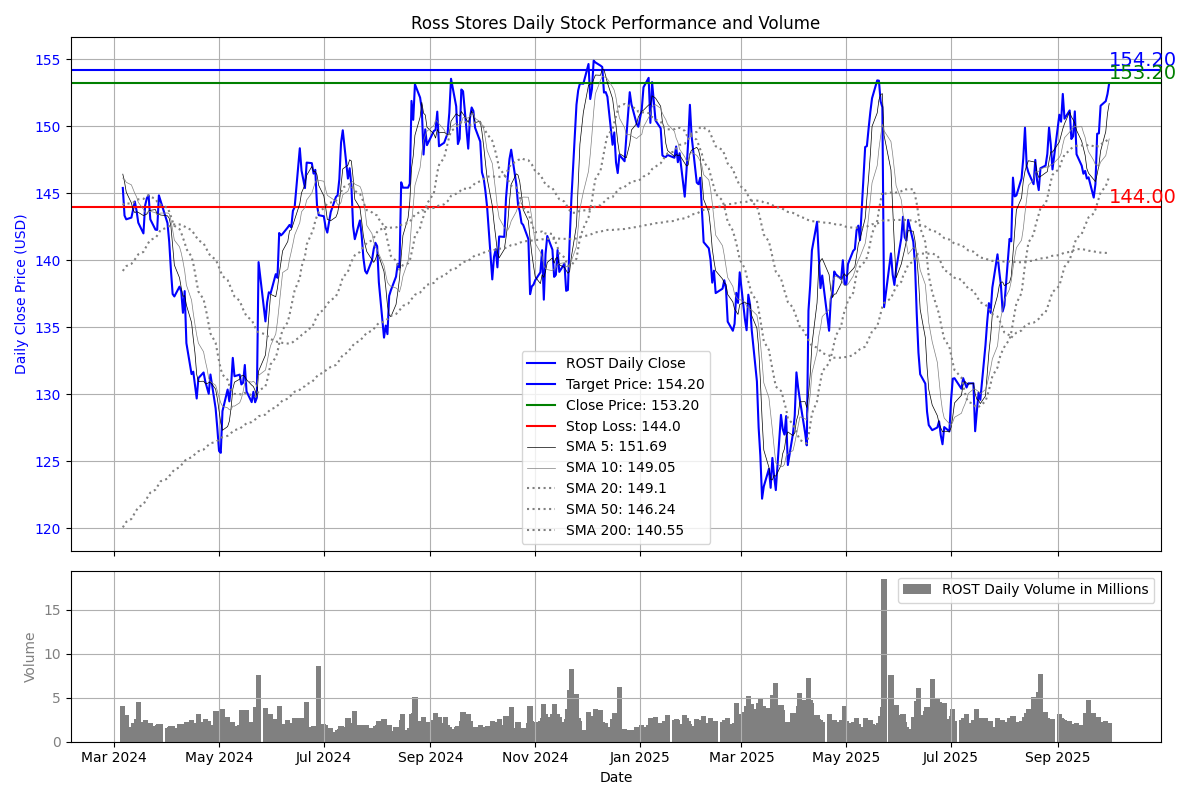 Ross Stores Daily Stock Performance and Volume
155
150
145
140
135
130
125
120
Daily Close Price (USD)
154.20
153.20
144.00
ROST Daily Close
Target Price: 154.20
Close Price: 153.20
Stop Loss: 144.0
SMA 5: 151.69
SMA 10: 149.05
SMA 20: 149.1
SMA 50: 146.24
SMA 200: 140.55
15
10
5
0
Volume
ROST Daily Volume in Millions
Mar 2024 May 2024 Jul 2024 Sep 2024 Nov 2024 Jan 2025 Mar 2025 May 2025 Jul 2025 Sep 2025
Date